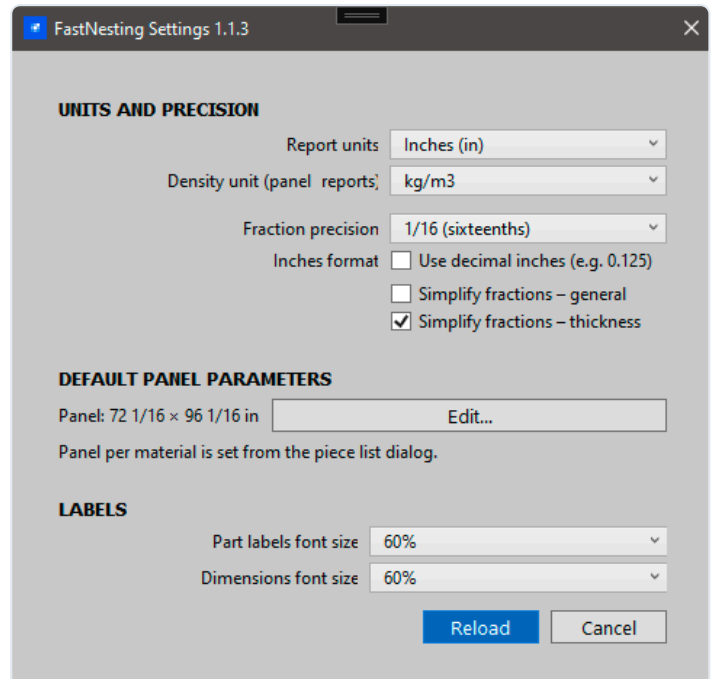 FastNesting Settings 1.1.3
UNITS AND PRECISION
Report units Inches (in)
Density unit (panel reports) kg/m3
Fraction precision 1/16 (sixteenths)
Inches format Use decimal inches (e.g. 0.125)
Simplify fractions – general
Simplify fractions – thickness
DEFAULT PANEL PARAMETERS
Panel: 72 1/16 × 96 1/16 in Edit...
Panel per material is set from the piece list dialog.
LABELS
Part labels font size 60%
Dimensions font size 60%
Reload Cancel